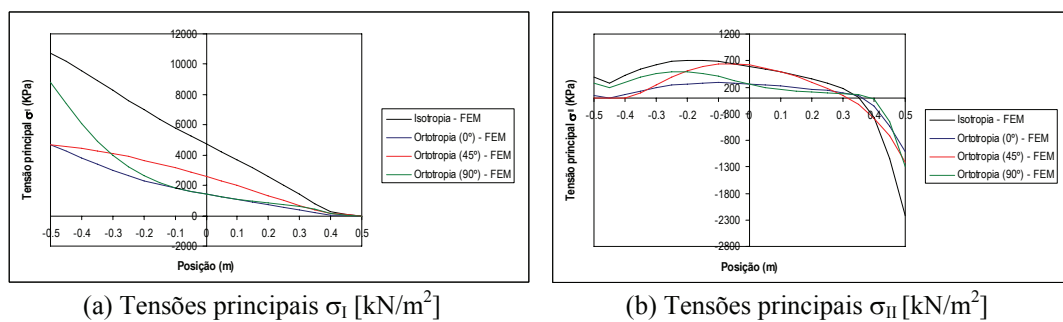 12000
10000
8000
6000
4000
2000
0
-2000
-0.5 -0.4 -0.3 -0.2 -0.1 0 0.1 0.2 0.3 0.4 0.5
Posição (m)
Tensão principal σI (KPa)
Isotropia - FEM
Ortotropia (0º) - FEM
Ortotropia (45º) - FEM
Ortotropia (90º) - FEM
1200
700
200
-300
-800
-1300
-1800
-2300
-2800
-0.5 -0.4 -0.3 -0.2 -0.1 0 0.1 0.2 0.3 0.4 0.5
Posição (m)
Tensão principal σII (KPa)
Isotropia - FEM
Ortotropia (0º) - FEM
Ortotropia (45º) - FEM
Ortotropia (90º) - FEM
(a) Tensões principais σI [kN/m²]
(b) Tensões principais σII [kN/m²]